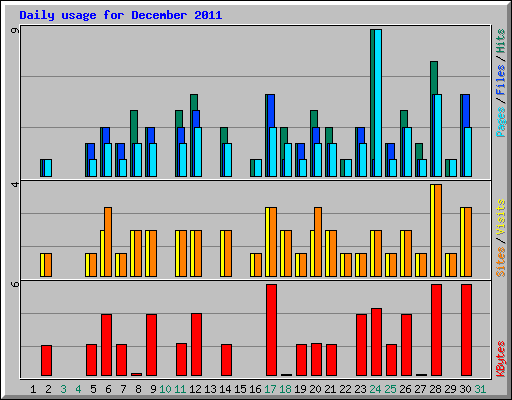 Daily usage for December 2011
9
Pages / Files / Hits
4
Sites / Visits
6
KBytes
1 2 3 4 5 6 7 8 9 10 11 12 13 14 15 16 17 18 19 20 21 22 23 24 25 26 27 28 29 30 31